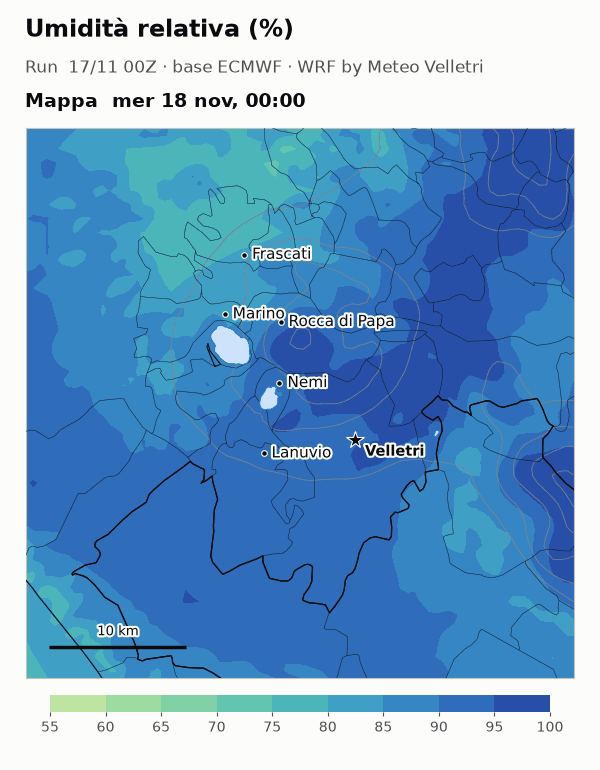 Umidità relativa (%)
Run 17/11 00Z · base ECMWF · WRF by Meteo Velletri
Mappa mer 18 nov, 00:00
Frascati
Marino
Rocca di Papa
Nemi
Velletri
Lanuvio
10 km
55 60 65 70 75 80 85 90 95 100